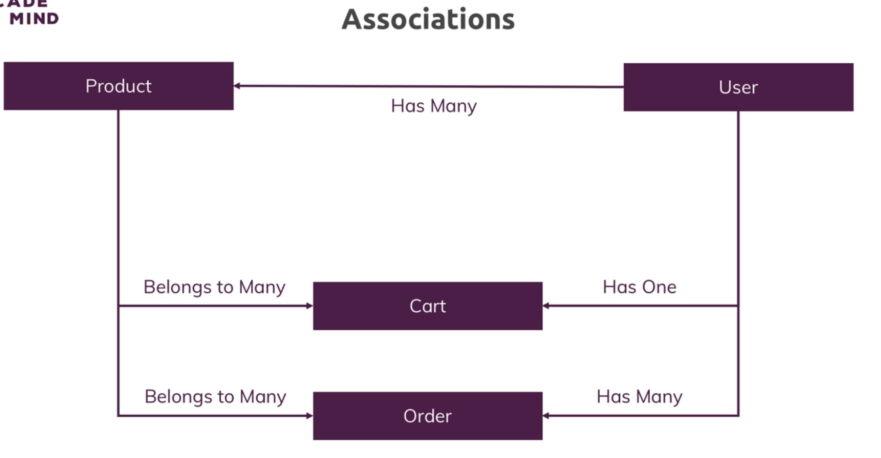 CADE
MIND
Associations
Product
User
Has Many
Belongs to Many
Has One
Cart
Belongs to Many
Has Many
Order